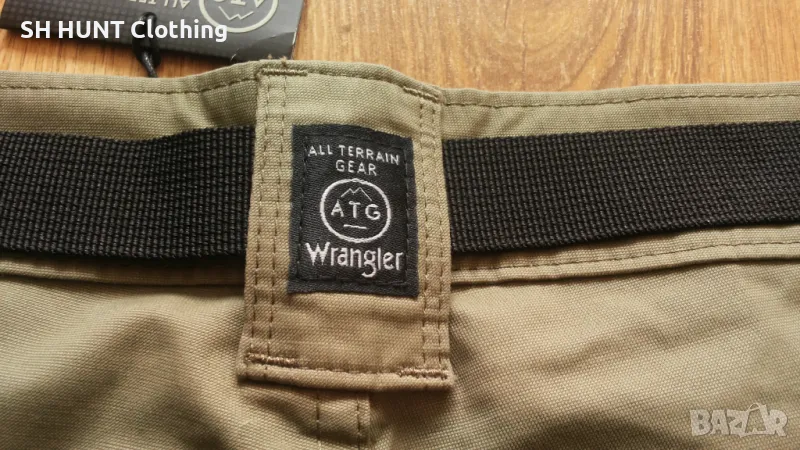 SH HUNT Clothing
ALL TERRAIN
GEAR
ATG
Wrangler
BAZAR